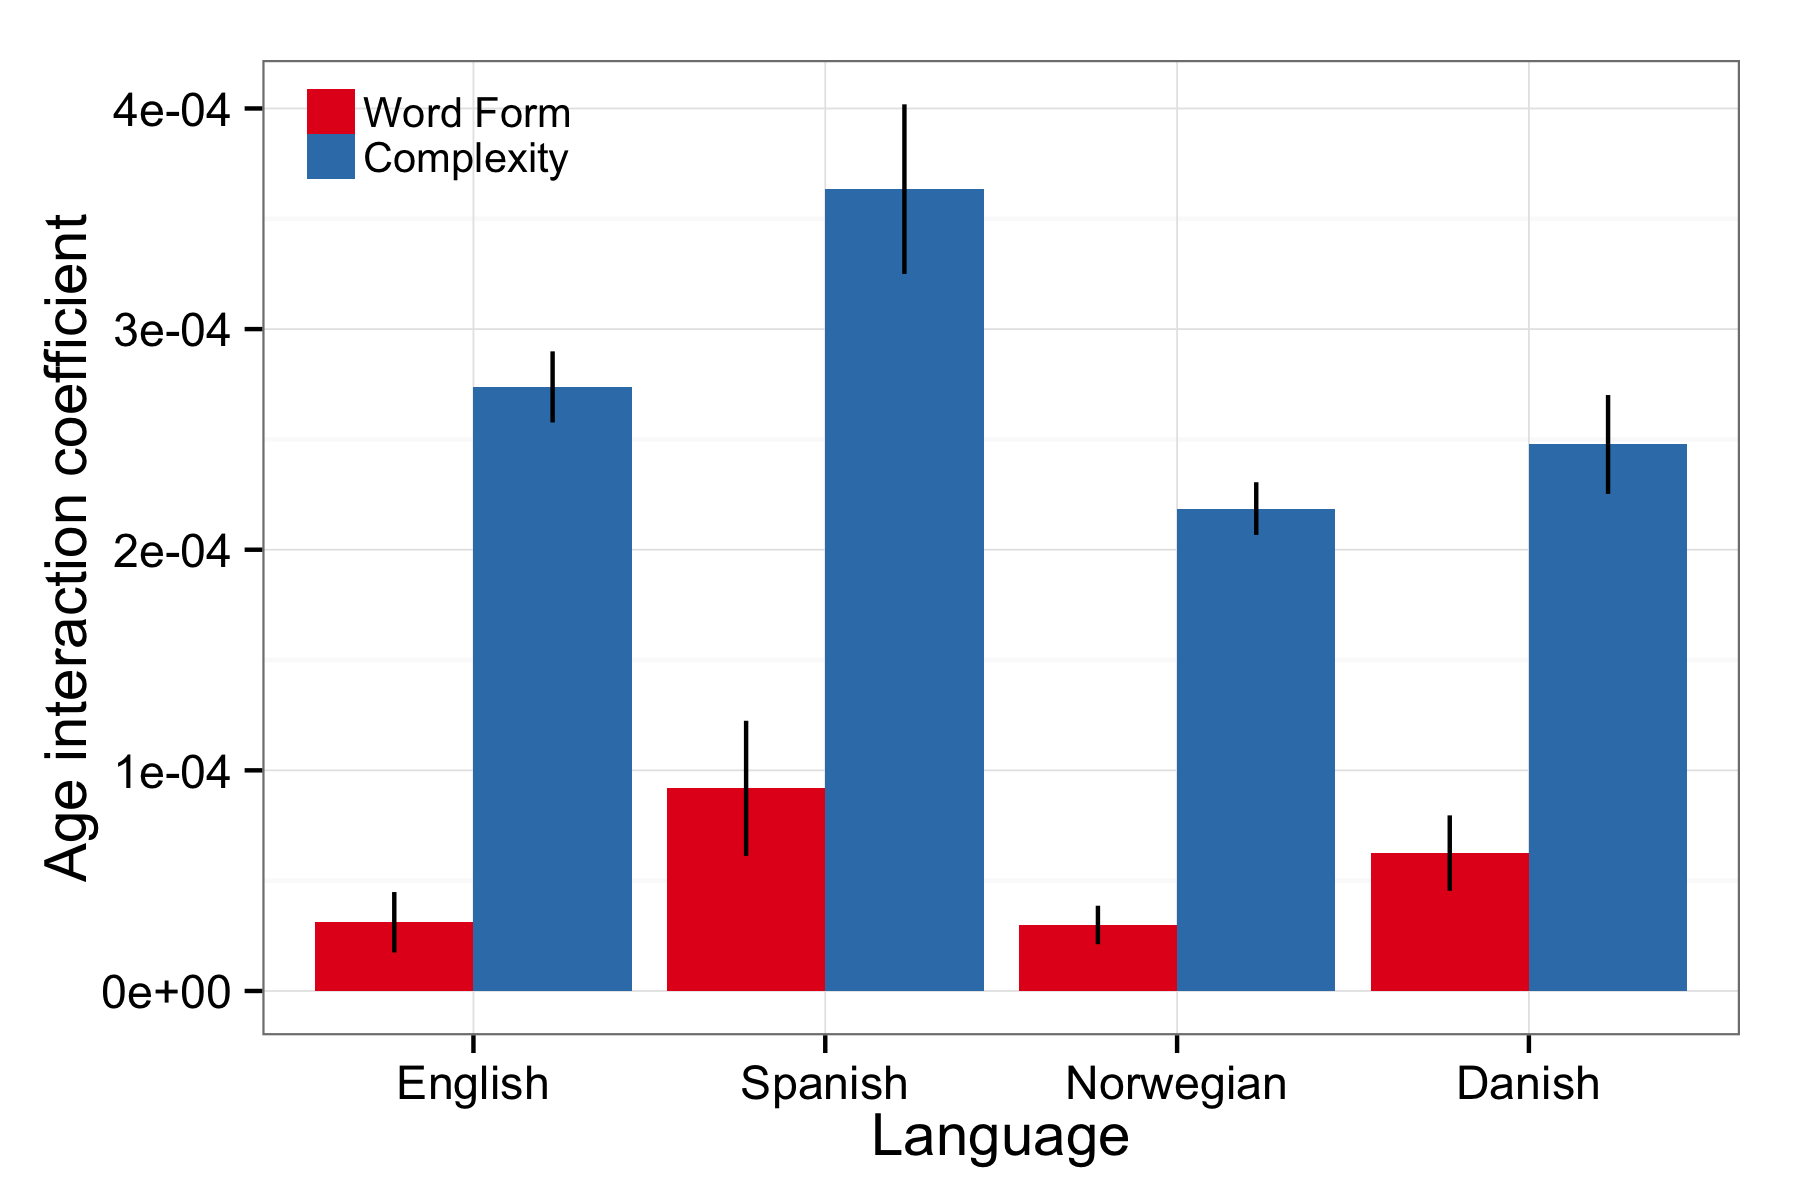 Word Form
Complexity
4e-04
3e-04
2e-04
1e-04
0e+00
Age interaction coefficient
English
Spanish
Norwegian
Danish
Language